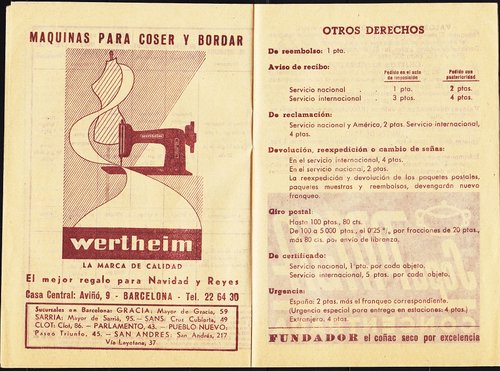 MAQUINAS PARA COSER Y BORDAR
wertheim
wertheim
LA MARCA DE CALIDAD
El mejor regalo para Navidad y Reyes
Casa Central: Aviñó, 9 - BARCELONA - Tel. 22 64 30
Sucursales en Barcelona: GRACIA: Mayor de Gracia, 59
SARRIA: Mayor de Sarriá, 95.-SANS: Cruz Cubierta, 49
CLOT: Clot, 86. - PARLAMENTO, 43. - PUEBLO NUEVO:
Paseo Triunfo, 45. - SAN ANDRES: San Andrés, 217
Vía Layetana, 37
OTROS DERECHOS
De reembolso: 1 pta.
Aviso de recibo:
Pedido en el acto de imposición
Pedido con posterioridad
Servicio nacional . 1 pta. 2 ptas.
Servicio internacional . 3 ptas. 4 ptas.
De reclamación:
Servicio nacional y América, 2 ptas. Servicio internacional,
4 ptas.
Devolución, reexpedición o cambio de señas:
En el servicio internacional, 4 ptas.
En el servicio nacional, 2 ptas.
La reexpedición y devolución de los paquetes postales,
paquetes muestras y reembolsos, devengarán nuevo
franqueo.
Giro postal:
Hasta 100 ptas., 80 cts.
De 100 a 5.000 ptas., el 0'25 %, por fracciones de 20 ptas.,
más 80 cts. por envío de libranza.
De certificado:
Servicio nacional, 1 pta. por cada objeto.
Servicio internacional, 5 ptas. por cada objeto.
Urgencia:
España: 2 ptas. más el franqueo correspondiente.
(Urgencia especial para entrega en estaciones: 4 ptas.)
Extranjero, 4 ptas.
FUNDADOR el coñac seco por excelencia